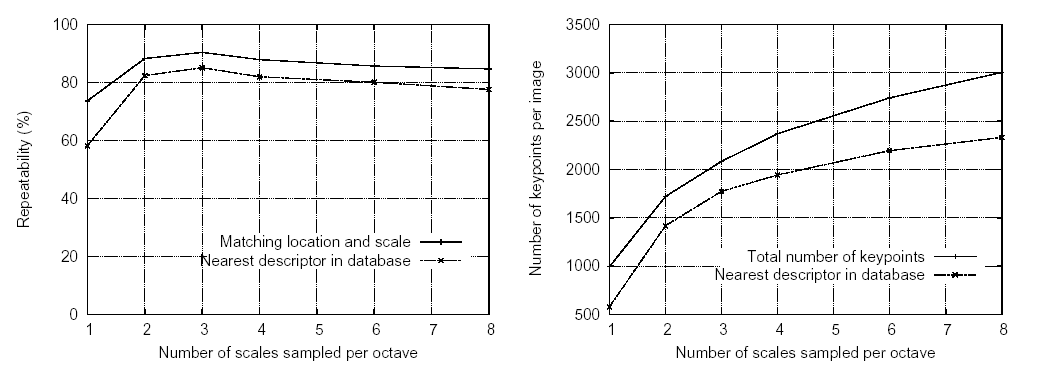 100
80
60
40
20
0
Repeatability (%)
Matching location and scale
Nearest descriptor in database
1 2 3 4 5 6 7 8
Number of scales sampled per octave
3500
3000
2500
2000
1500
1000
500
Number of keypoints per image
Total number of keypoints
Nearest descriptor in database
1 2 3 4 5 6 7 8
Number of scales sampled per octave